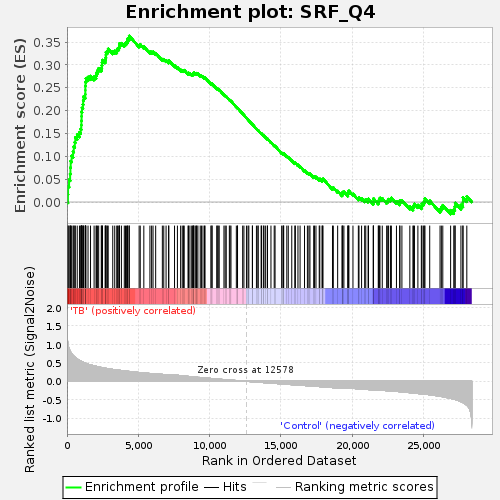 Enrichment plot: SRF_Q4
Enrichment score (ES)
0.35
0.30
0.25
0.20
0.15
0.10
0.05
0.00
Ranked list metric (Signal2Noise)
2.0
1.5
1.0
0.5
0.0
-0.5
-1.0
'TB' (positively correlated)
Zero cross at 12578
'Control' (negatively correlated)
0
5,000
10,000
15,000
20,000
25,000
Rank in Ordered Dataset
Enrichment profile
Hits
Ranking metric scores